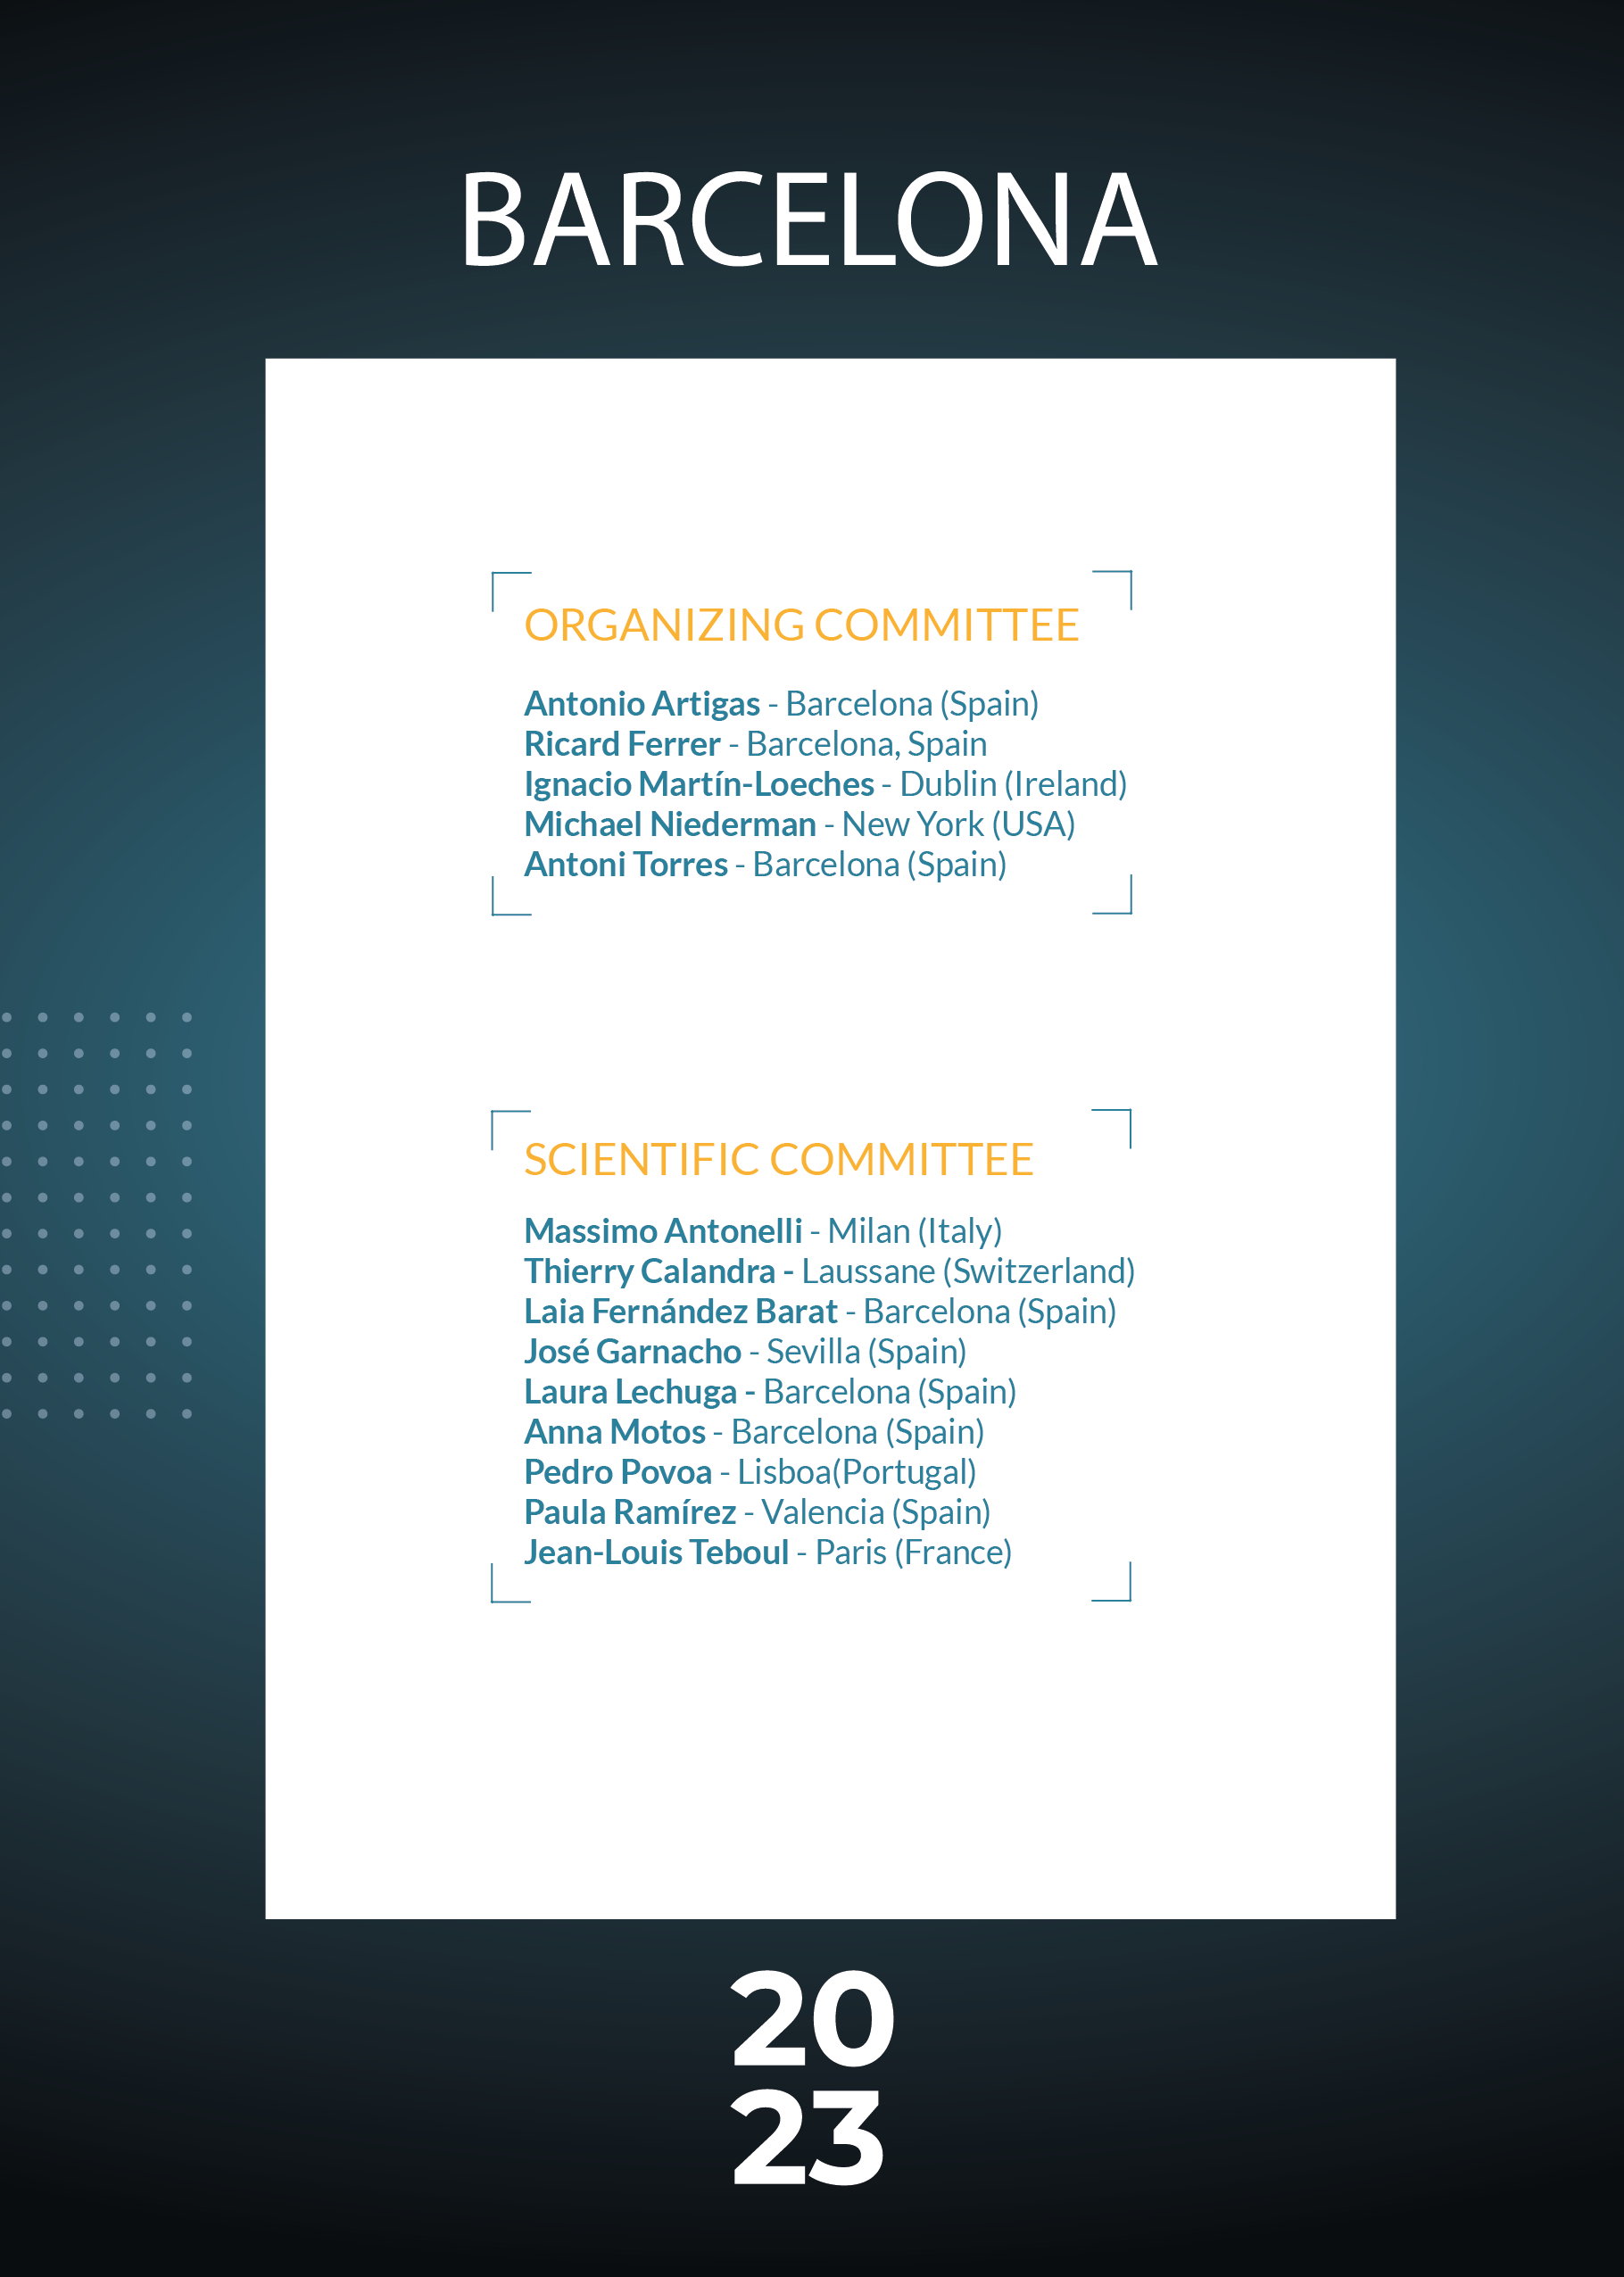 BARCELONA
ORGANIZING COMMITTEE
Antonio Artigas - Barcelona (Spain)
Ricard Ferrer - Barcelona, Spain
Ignacio Martín-Loeches - Dublin (Ireland)
Michael Niederman - New York (USA)
Antoni Torres - Barcelona (Spain)
SCIENTIFIC COMMITTEE
Massimo Antonelli - Milan (Italy)
Thierry Calandra - Laussane (Switzerland)
Laia Fernández Barat - Barcelona (Spain)
José Garnacho - Sevilla (Spain)
Laura Lechuga - Barcelona (Spain)
Anna Motos - Barcelona (Spain)
Pedro Povoa - Lisboa(Portugal)
Paula Ramírez - Valencia (Spain)
Jean-Louis Teboul - Paris (France)
20
23